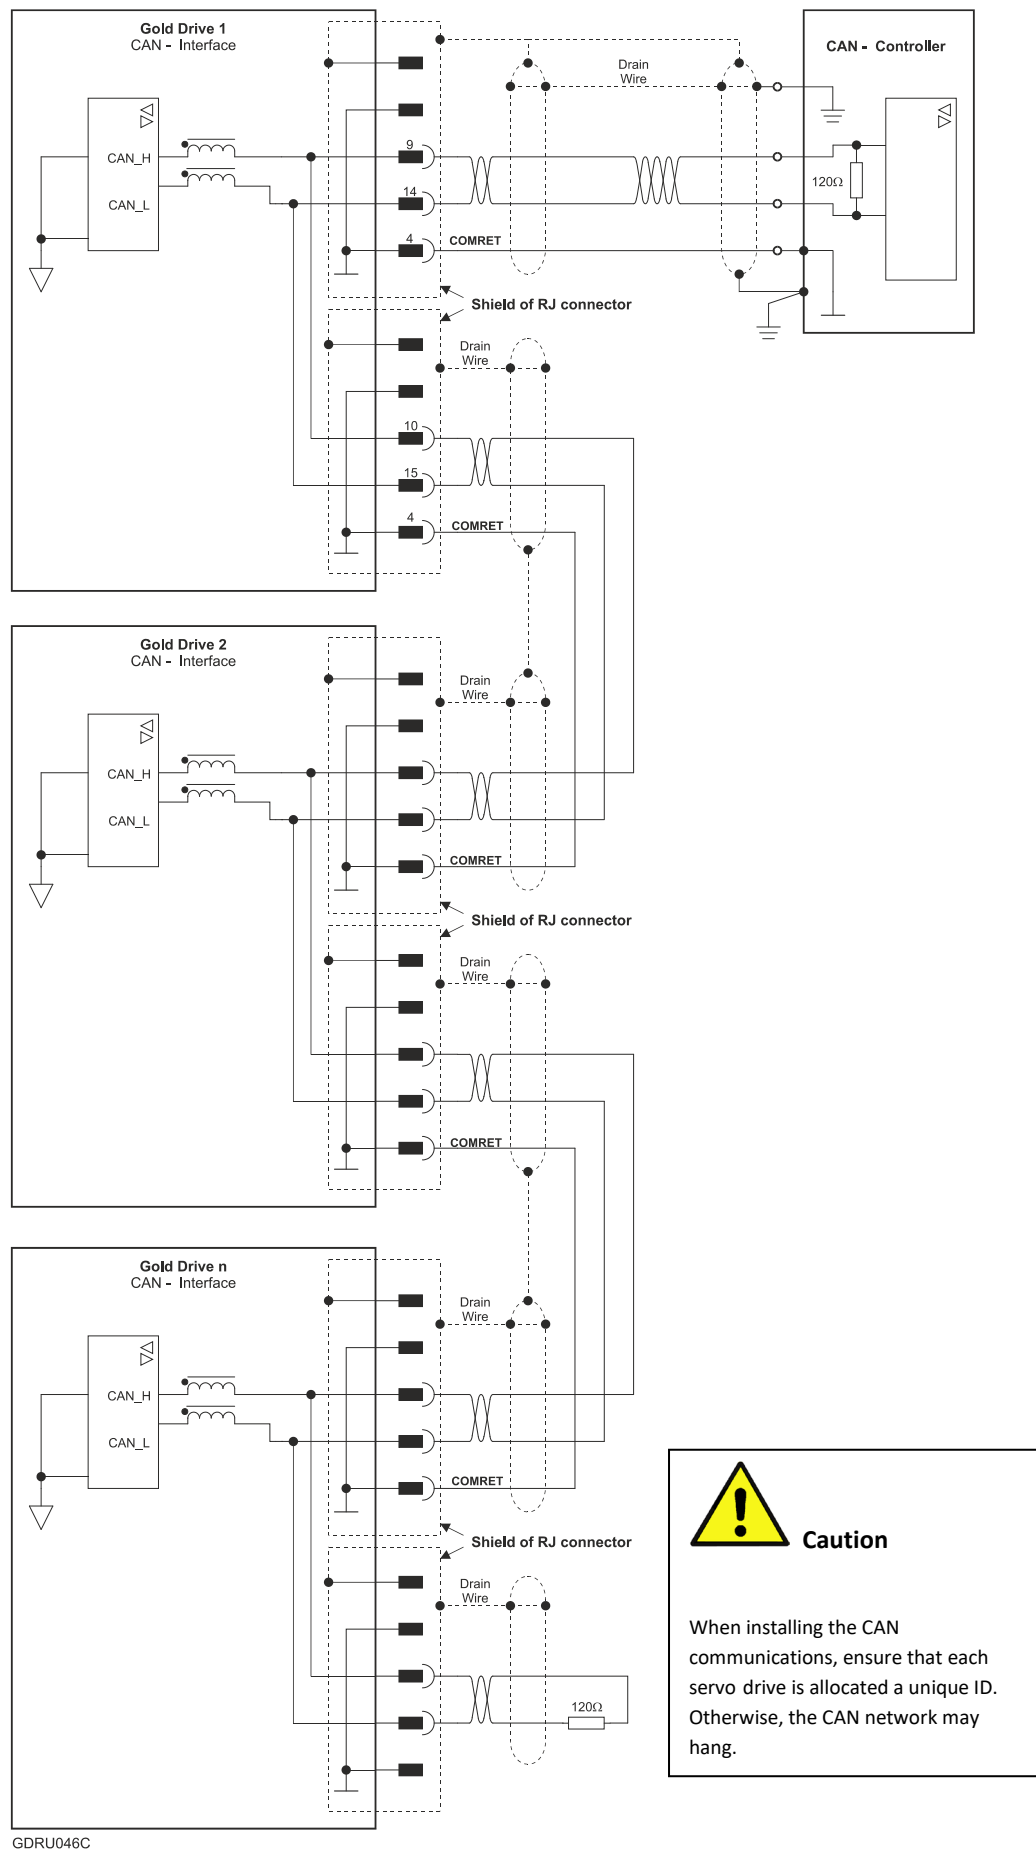 Gold Drive 1
CAN - Interface
CAN - Controller
Drain
Wire
CAN_H
CAN_L
9
14
4
COMRET
120Ω
Shield of RJ connector
Drain
Wire
10
15
4
COMRET
Gold Drive 2
CAN - Interface
Drain
Wire
CAN_H
CAN_L
COMRET
Shield of RJ connector
Drain
Wire
COMRET
Gold Drive n
CAN - Interface
Drain
Wire
CAN_H
CAN_L
COMRET
Shield of RJ connector
Drain
Wire
120Ω
Caution
When installing the CAN
communications, ensure that each
servo drive is allocated a unique ID.
Otherwise, the CAN network may
hang.
GDRU046C